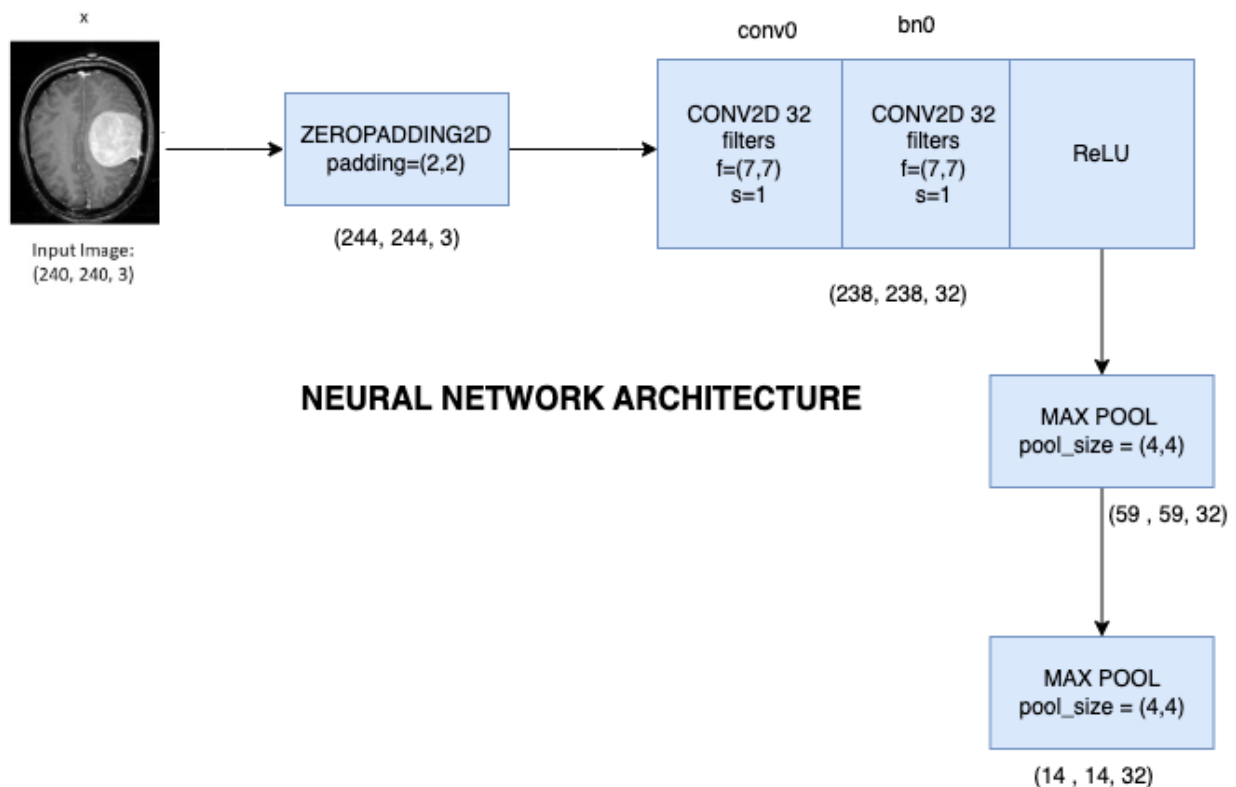 x
Input Image:
(240, 240, 3)
ZEROPADDING2D
padding=(2,2)
(244, 244, 3)
conv0
bn0
CONV2D 32
filters
f=(7,7)
s=1
CONV2D 32
filters
f=(7,7)
s=1
ReLU
(238, 238, 32)
NEURAL NETWORK ARCHITECTURE
MAX POOL
pool_size = (4,4)
(59 , 59, 32)
MAX POOL
pool_size = (4,4)
(14 , 14, 32)